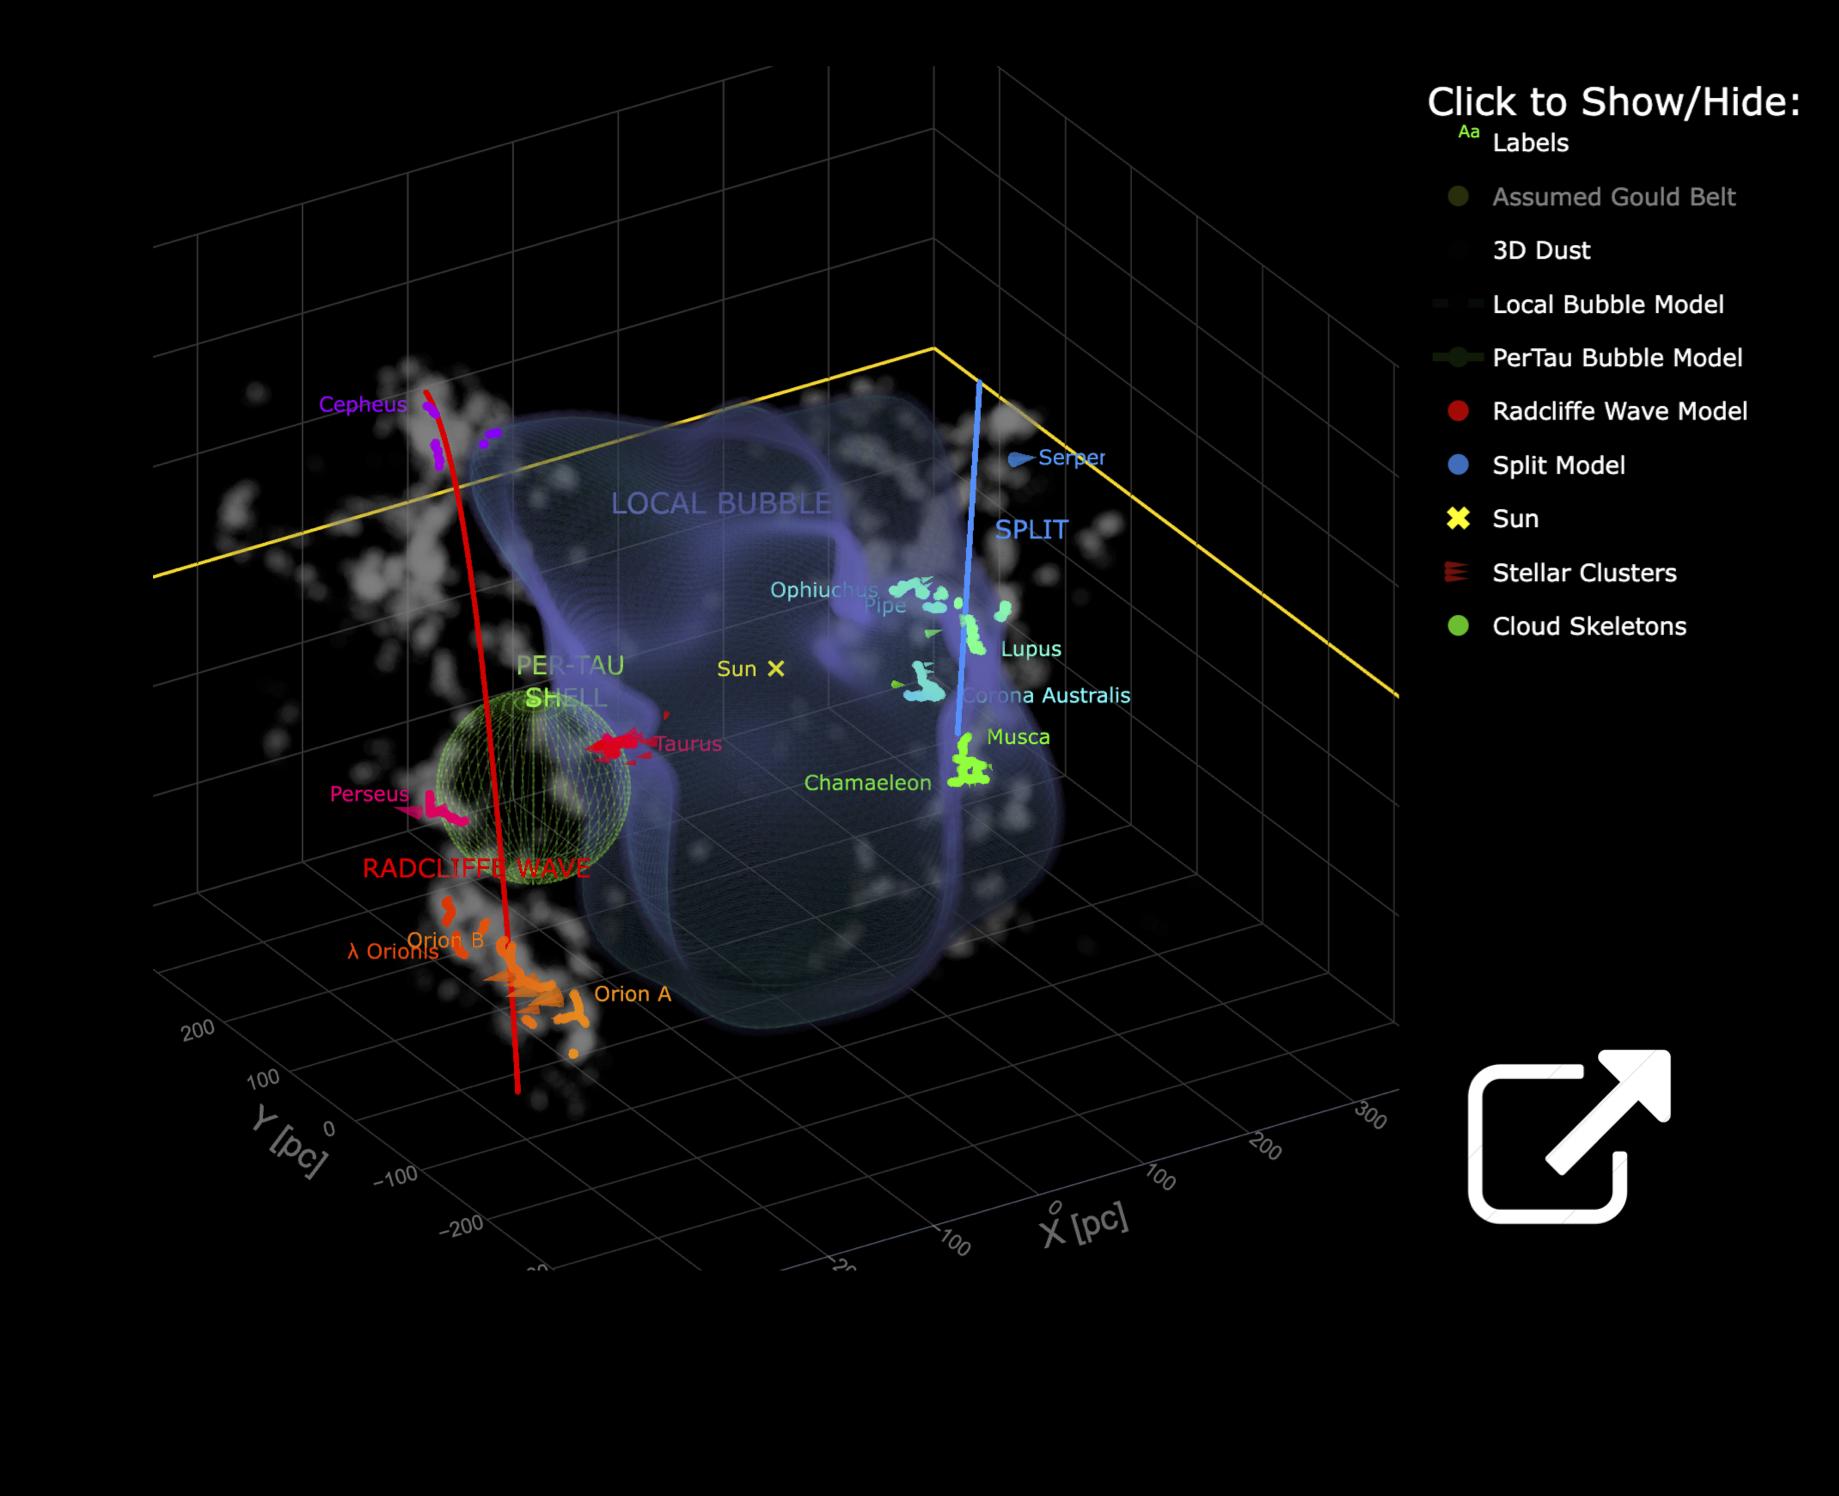 Click to Show/Hide:
Aa Labels
Assumed Gould Belt
3D Dust
Local Bubble Model
PerTau Bubble Model
Radcliffe Wave Model
Split Model
Sun
Stellar Clusters
Cloud Skeletons
Cepheus
Serpen
LOCAL BUBBLE
SPLIT
Ophiuchus
Pipe
Lupus
PER-TAU
SHELL
Sun
Corona Australis
Musca
Taurus
Chamaeleon
Perseus
RADCLIFFE WAVE
Orion B
λ Orionis
Orion A
200
100
0
−100
−200
Y [pc]
300
200
100
0
−100
X [pc]